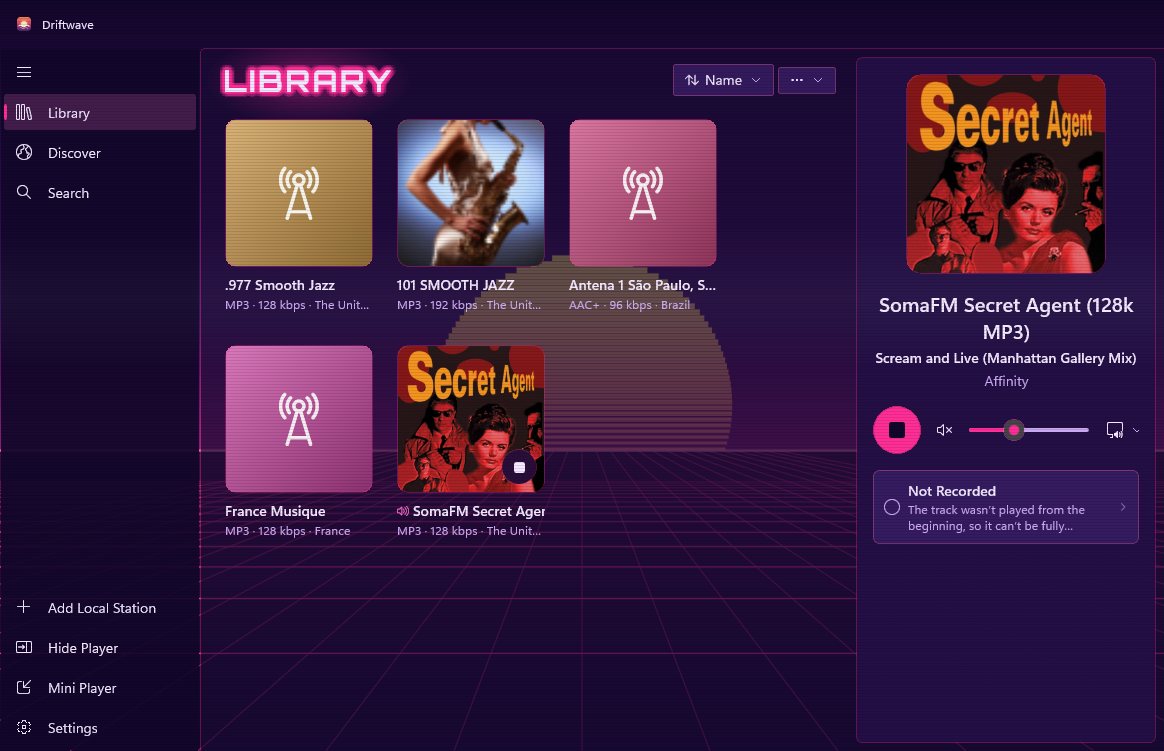 Driftwave
Library
Discover
Search
Add Local Station
Hide Player
Mini Player
Settings
LIBRARY
Name
.977 Smooth Jazz
MP3 · 128 kbps · The Unit...
101 SMOOTH JAZZ
MP3 · 192 kbps · The Unit...
Antena 1 São Paulo, S...
AAC+ · 96 kbps · Brazil
France Musique
MP3 · 128 kbps · France
Secret Agent
SomaFM Secret Agen
MP3 · 128 kbps · The Unit...
Secret Agent
SomaFM Secret Agent (128k
MP3)
Scream and Live (Manhattan Gallery Mix)
Affinity
Not Recorded
The track wasn't played from the
beginning, so it can't be fully...